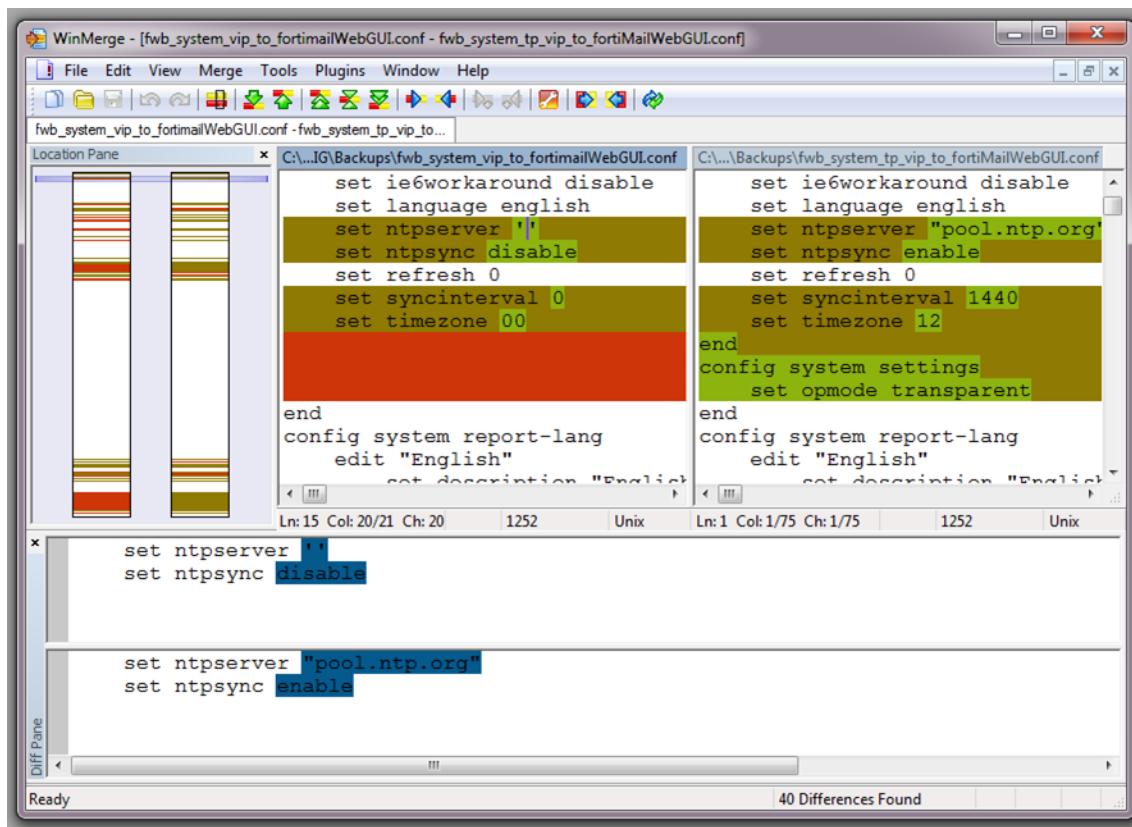 WinMerge - [fwb_system_vip_to_fortimailWebGUI.conf - fwb_system_tp_vip_to_fortiMailWebGUI.conf]
File Edit View Merge Tools Plugins Window Help
fwb_system_vip_to_fortimailWebGUI.conf - fwb_system_tp_vip_to...
Location Pane
C:\...IG\Backups\fwb_system_vip_to_fortimailWebGUI.conf
set ie6workaround disable
set language english
set ntpserver ''
set ntpsync disable
set refresh 0
set syncinterval 0
set timezone 00
end
config system report-lang
edit "English"
set description "English
Ln: 15 Col: 20/21 Ch: 20 1252 Unix
C:\...\Backups\fwb_system_tp_vip_to_fortiMailWebGUI.conf
set ie6workaround disable
set language english
set ntpserver "pool.ntp.org"
set ntpsync enable
set refresh 0
set syncinterval 1440
set timezone 12
end
config system settings
set opmode transparent
end
config system report-lang
edit "English"
set description "English
Ln: 1 Col: 1/75 Ch: 1/75 1252 Unix
Diff Pane
set ntpserver ''
set ntpsync disable
set ntpserver "pool.ntp.org"
set ntpsync enable
Ready 40 Differences Found